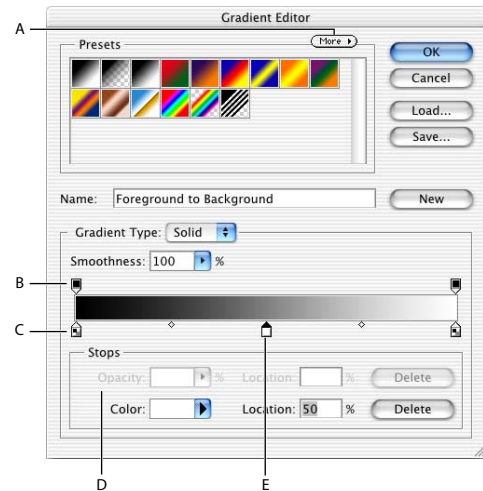 Gradient Editor
A
More
Presets
OK
Cancel
Load...
Save...
Name: Foreground to Background
New
Gradient Type: Solid
Smoothness: 100 %
B
C
Stops
Opacity: % Location: % Delete
Color: Location: 50 % Delete
D
E